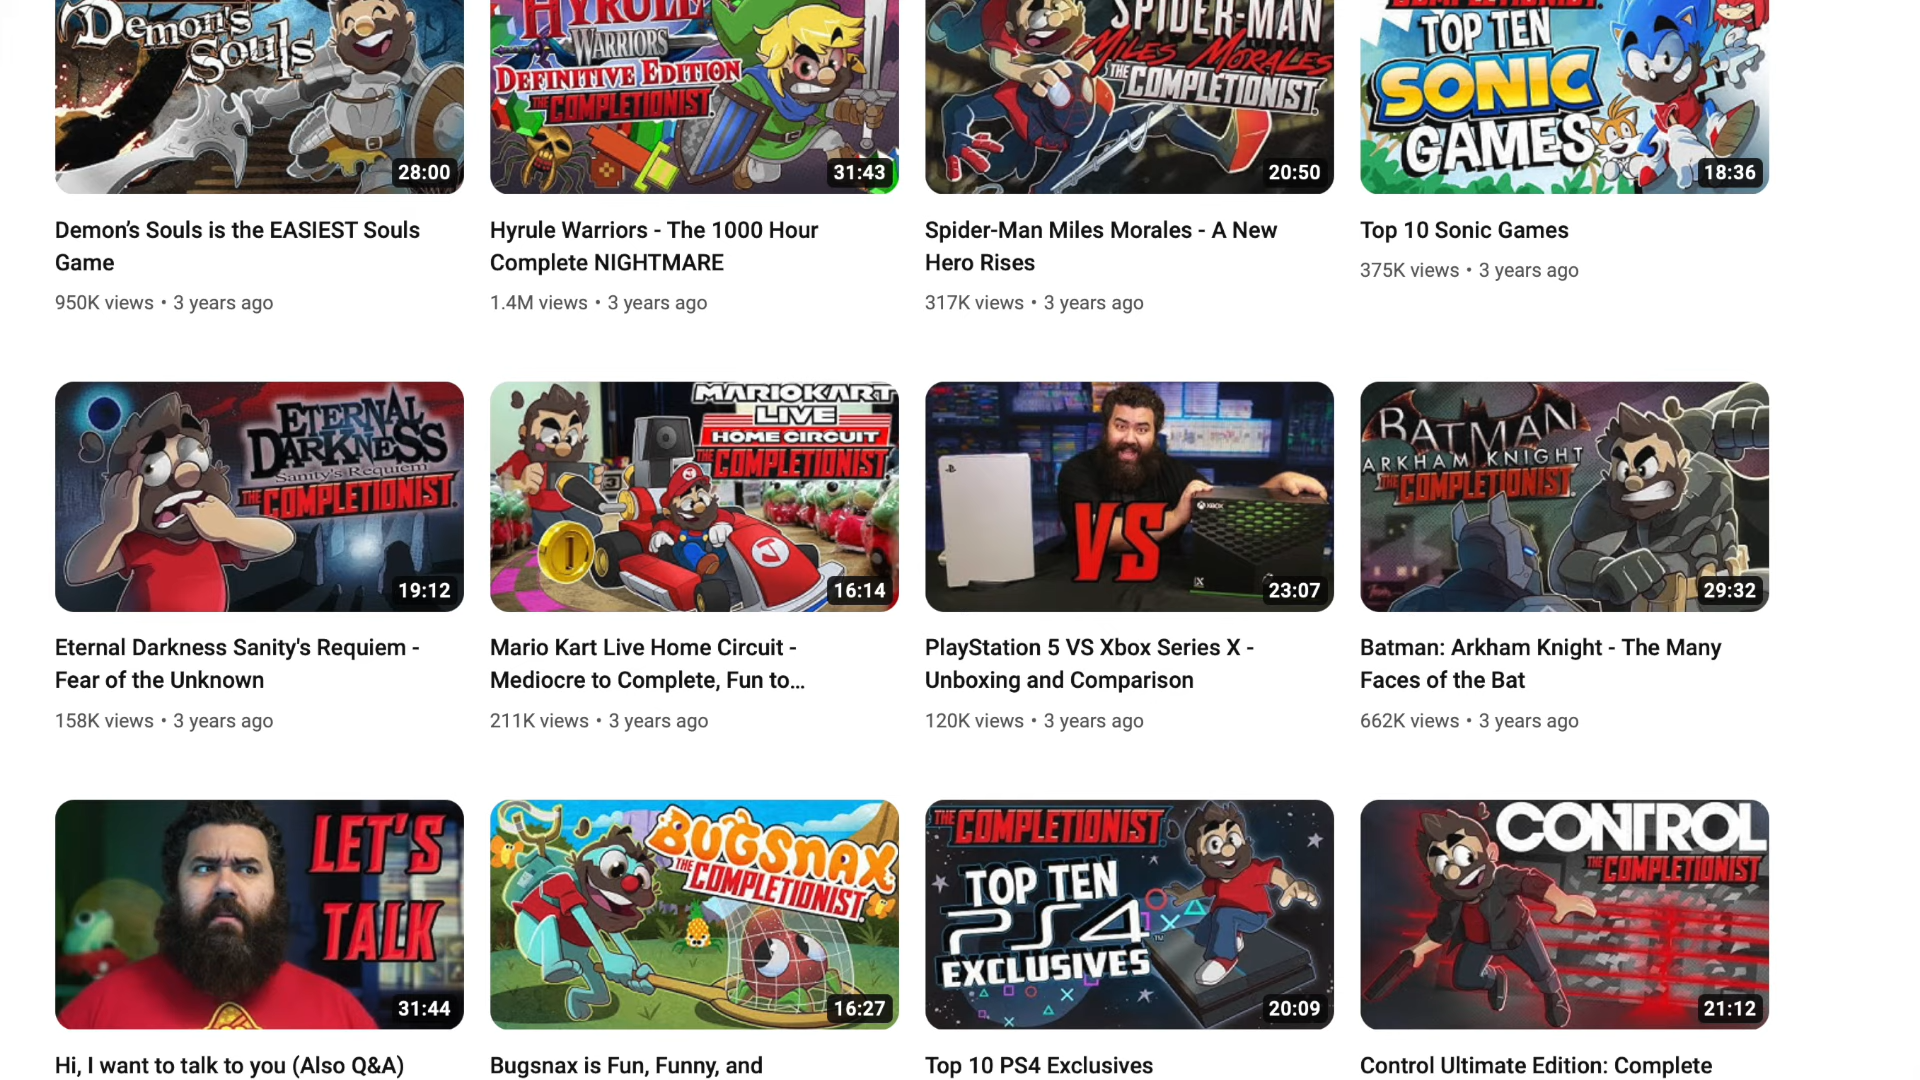 Demon's
Souls
28:00
HYRULE
WARRIORS
DEFINITIVE EDITION
THE COMPLETIONIST
31:43
SPIDER-MAN
MILES MORALES
THE COMPLETIONIST
20:50
COMPLETIONIST
TOP TEN
SONIC
GAMES
18:36
Demon’s Souls is the EASIEST Souls
Game
950K views • 3 years ago
Hyrule Warriors - The 1000 Hour
Complete NIGHTMARE
1.4M views • 3 years ago
Spider-Man Miles Morales - A New
Hero Rises
317K views • 3 years ago
Top 10 Sonic Games
375K views • 3 years ago
ETERNAL
DARKNESS
Sanity's Requiem
THE COMPLETIONIST
19:12
MARIOKART
LIVE
HOME CIRCUIT
THE COMPLETIONIST
16:14
VS
XBOX
23:07
BATMAN
ARKHAM KNIGHT
THE COMPLETIONIST
29:32
Eternal Darkness Sanity's Requiem -
Fear of the Unknown
158K views • 3 years ago
Mario Kart Live Home Circuit -
Mediocre to Complete, Fun to...
211K views • 3 years ago
PlayStation 5 VS Xbox Series X -
Unboxing and Comparison
120K views • 3 years ago
Batman: Arkham Knight - The Many
Faces of the Bat
662K views • 3 years ago
LET'S
TALK
31:44
BUGSNAX
THE COMPLETIONIST
16:27
THE COMPLETIONIST
TOP TEN
PS4
EXCLUSIVES
20:09
CONTROL
THE COMPLETIONIST
21:12
Hi, I want to talk to you (Also Q&A)
Bugsnax is Fun, Funny, and
Top 10 PS4 Exclusives
Control Ultimate Edition: Complete